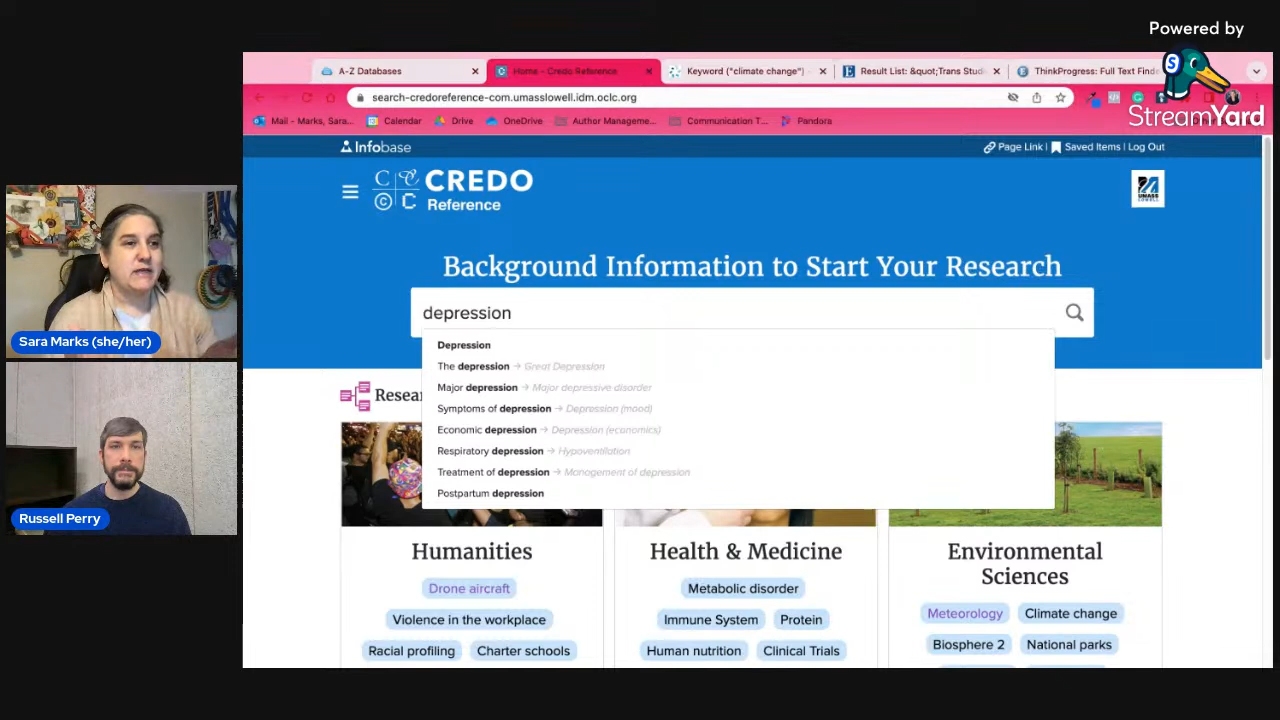 Powered by
StreamYard
A-Z Databases
Home - Credo Reference
Keyword ("climate change") -
Result List: &quot;Trans Stud
ThinkProgress: Full Text Finde
search-credoreference-com.umasslowell.idm.oclc.org
Mail - Marks, Sara...
Calendar
Drive
OneDrive
Author Manageme...
Communication T...
Pandora
Infobase
Page Link | Saved Items | Log Out
CREDO
Reference
UMASS
LOWELL
Background Information to Start Your Research
depression
Depression
The depression → Great Depression
Major depression → Major depressive disorder
Symptoms of depression → Depression (mood)
Economic depression → Depression (economics)
Respiratory depression → Hypoventilation
Treatment of depression → Management of depression
Postpartum depression
Resear
Humanities
Drone aircraft
Violence in the workplace
Racial profiling
Charter schools
Health & Medicine
Metabolic disorder
Immune System
Protein
Human nutrition
Clinical Trials
Environmental
Sciences
Meteorology
Climate change
Biosphere 2
National parks
Sara Marks (she/her)
Russell Perry